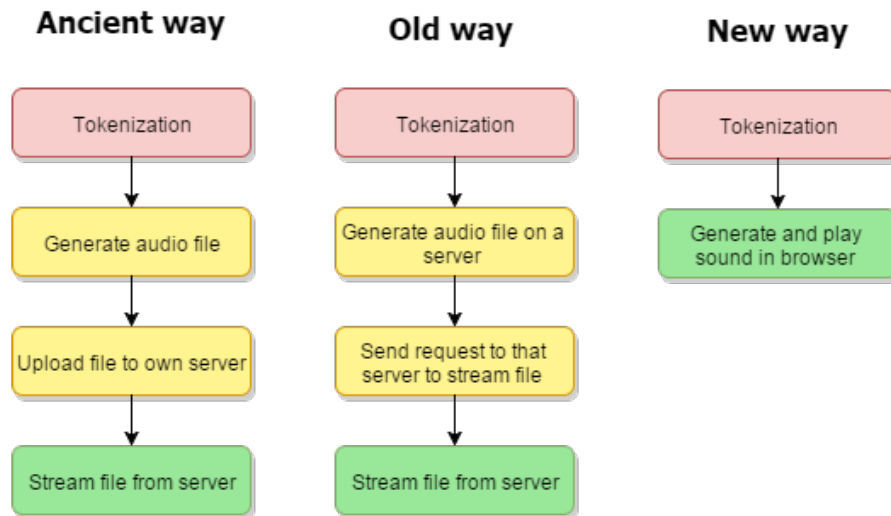 Ancient way
Tokenization
Generate audio file
Upload file to own server
Stream file from server
Old way
Tokenization
Generate audio file on a
server
Send request to that
server to stream file
Stream file from server
New way
Tokenization
Generate and play
sound in browser